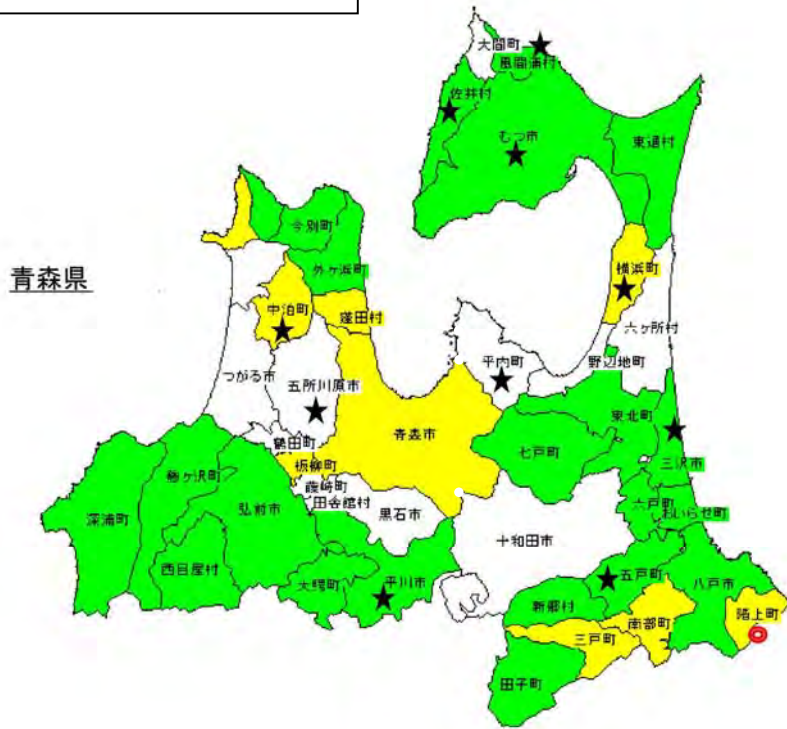 大間町
風間浦村
佐井村
むつ市
東通村
今別町
外ヶ浜町
青森県
横浜町
中泊町
蓬田村
六ヶ所村
平内町
野辺地町
つがる市
五所川原市
東北町
青森市
鶴田町
七戸町
三沢市
板柳町
鰺ヶ沢町
藤崎町
田舎館村
六戸町
おいらせ町
弘前市
黒石市
深浦町
十和田市
西目屋村
五戸町
八戸市
大鰐町
平川市
新郷村
南部町
階上町
三戸町
田子町